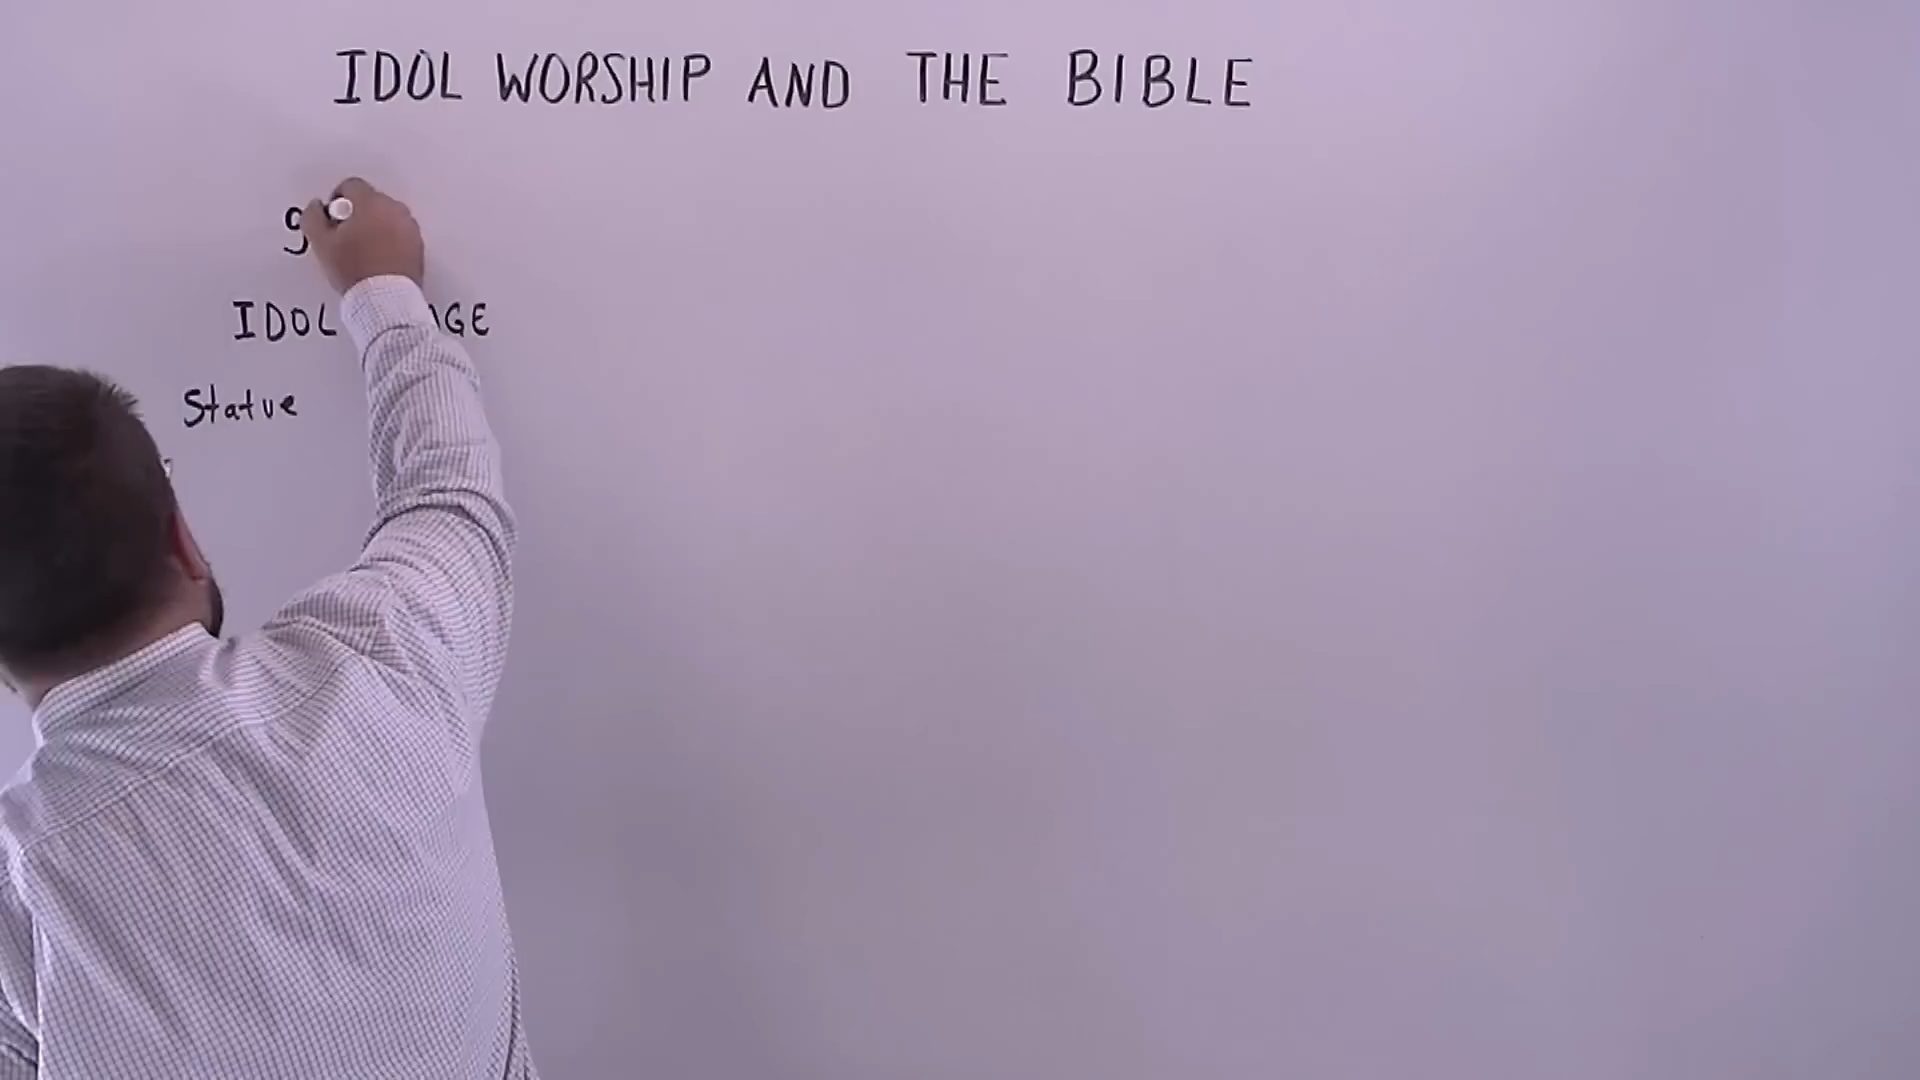 IDOL WORSHIP AND THE BIBLE
g
IDOL
Statue